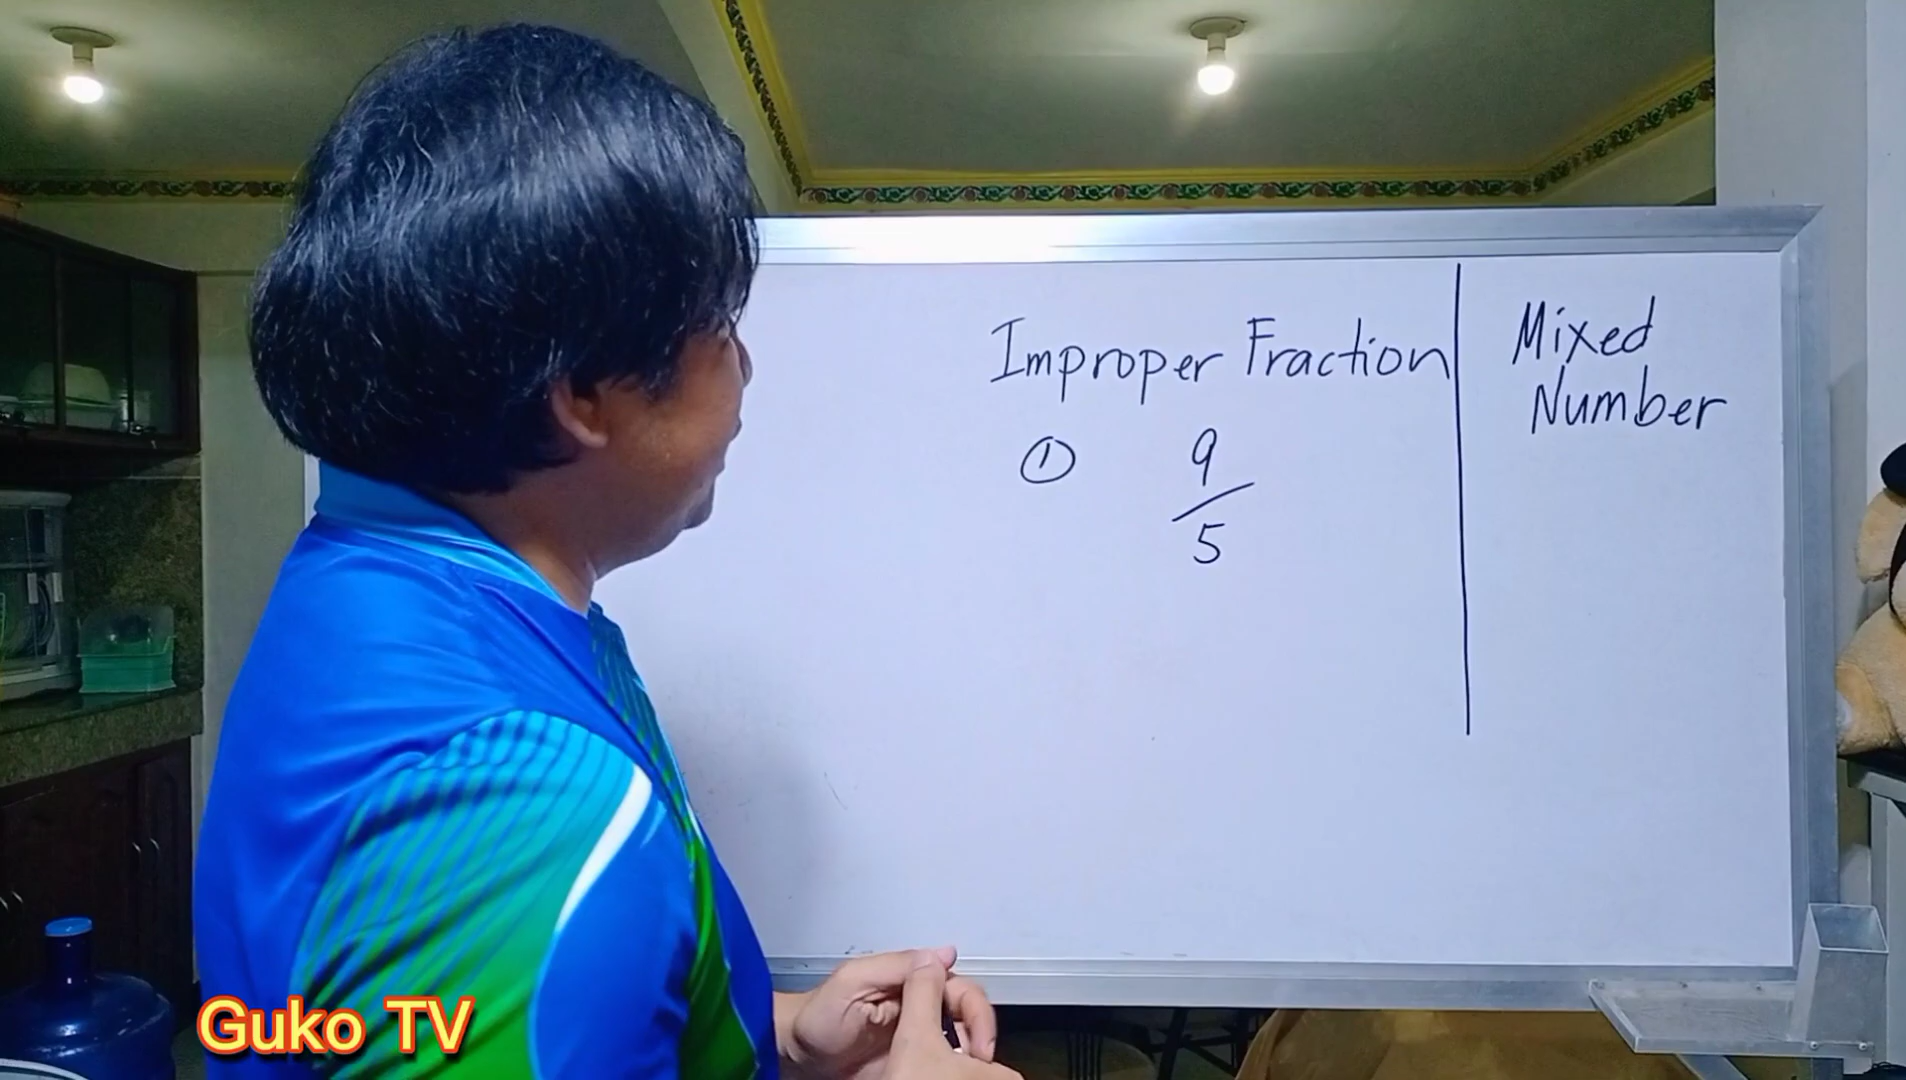 Improper Fraction
Mixed
Number
① 9/5
Guko TV